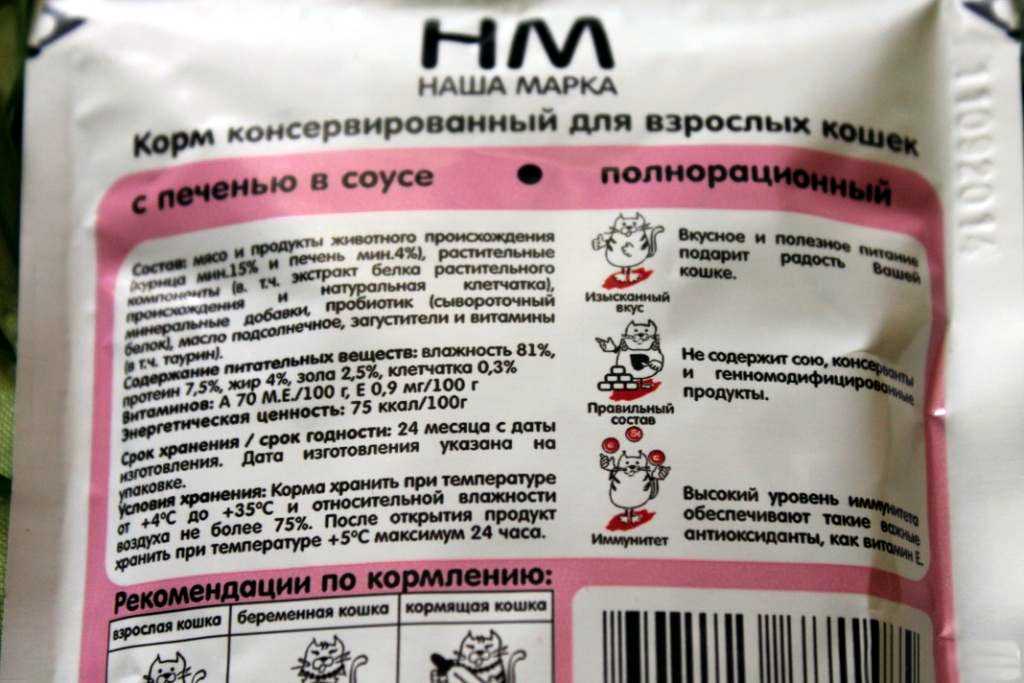 НМ
НАША МАРКА
Корм консервированный для взрослых кошек
с печенью в соусе • полнорационный
Состав: мясо и продукты животного происхождения
(курица мин.15% и печень мин.4%), растительные
компоненты (в. т.ч. экстракт белка растительного
происхождения и натуральная клетчатка),
минеральные добавки, пробиотик (сывороточный
белок), масло подсолнечное, загустители и витамины
(в т.ч. таурин).
Содержание питательных веществ: влажность 81%,
протеин 7,5%, жир 4%, зола 2,5%, клетчатка 0,3%
Витаминов: А 70 М.Е./100 г, Е 0,9 мг/100 г
Энергетическая ценность: 75 ккал/100г
Срок хранения / срок годности: 24 месяца с даты
изготовления. Дата изготовления указана на
упаковке.
Условия хранения: Корма хранить при температуре
от +4°С до +35°С и относительной влажности
воздуха не более 75%. После открытия продукт
хранить при температуре +5°С максимум 24 часа.
Изысканный
вкус
Вкусное и полезное питание
подарит радость Вашей
кошке.
Правильный
состав
Не содержит сою, консерванты
и генномодифицированные
продукты.
Иммунитет
Высокий уровень иммунитета
обеспечивают такие важные
антиоксиданты, как витамин Е.
Рекомендации по кормлению:
взрослая кошка
беременная кошка
кормящая кошка
11092014